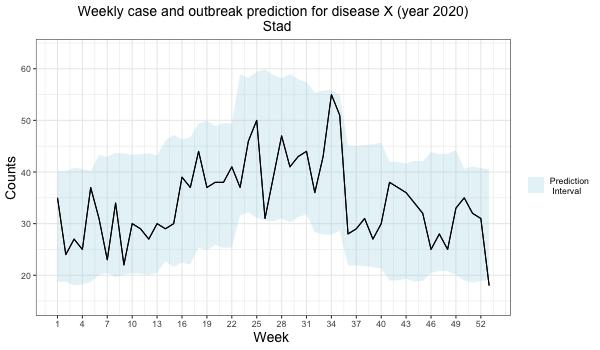 Weekly case and outbreak prediction for disease X (year 2020)
Stad
Counts
60
50
40
30
20
1 4 7 10 13 16 19 22 25 28 31 34 37 40 43 46 49 52
Week
Prediction
Interval